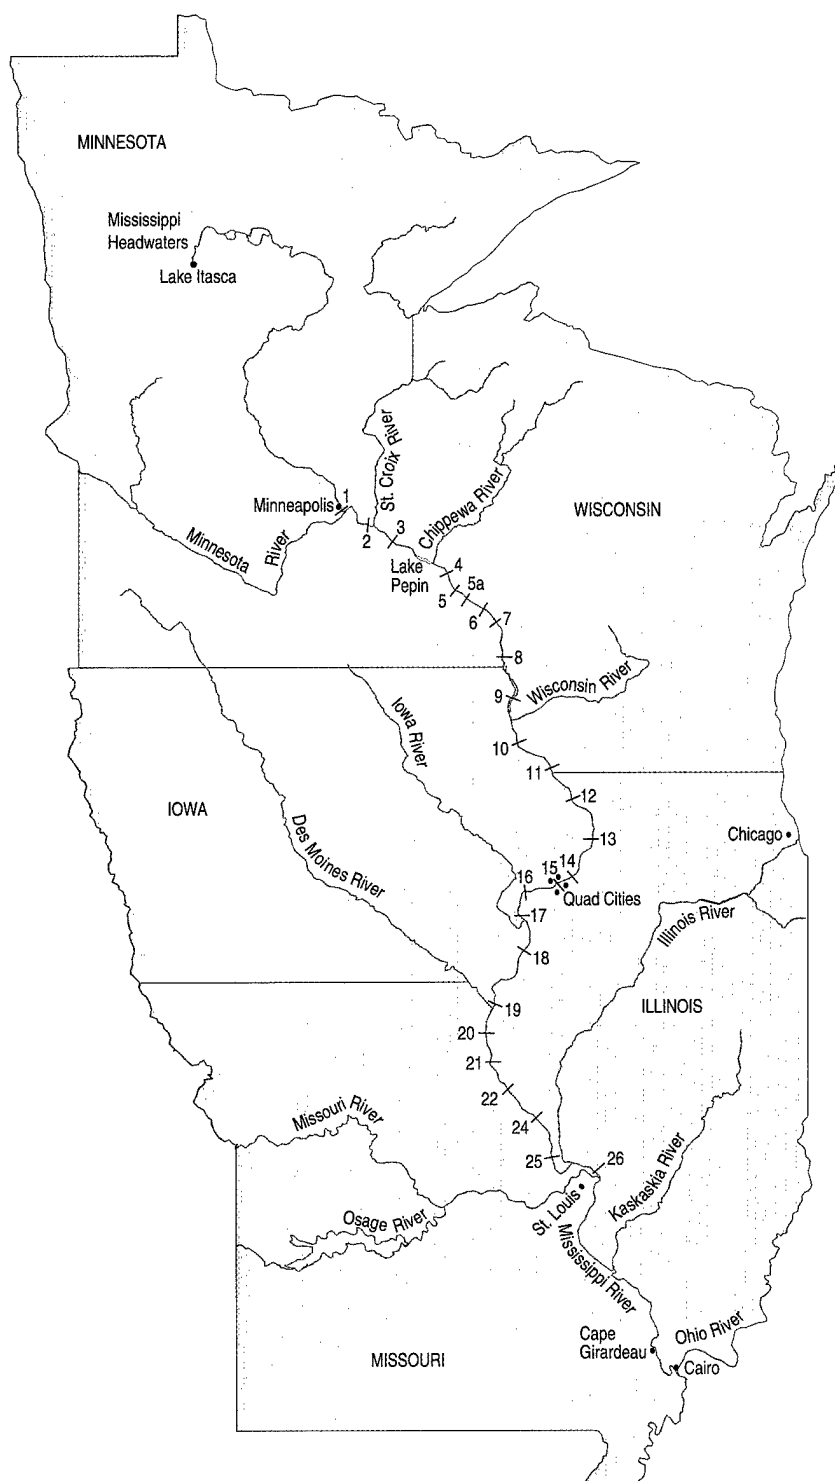 MINNESOTA
Mississippi
Headwaters
Lake Itasca
St. Croix River
Minneapolis
1
2
3
Chippewa River
WISCONSIN
Minnesota
River
Lake
Pepin
4
5
5a
6
7
8
9
Wisconsin River
10
11
12
13
Iowa River
IOWA
Des Moines River
Chicago
14
15
16
Quad Cities
17
18
Illinois River
ILLINOIS
19
20
21
22
24
25
26
Missouri River
Osage River
St. Louis
Kaskaskia River
Mississippi River
Cape
Girardeau
Ohio River
Cairo
MISSOURI